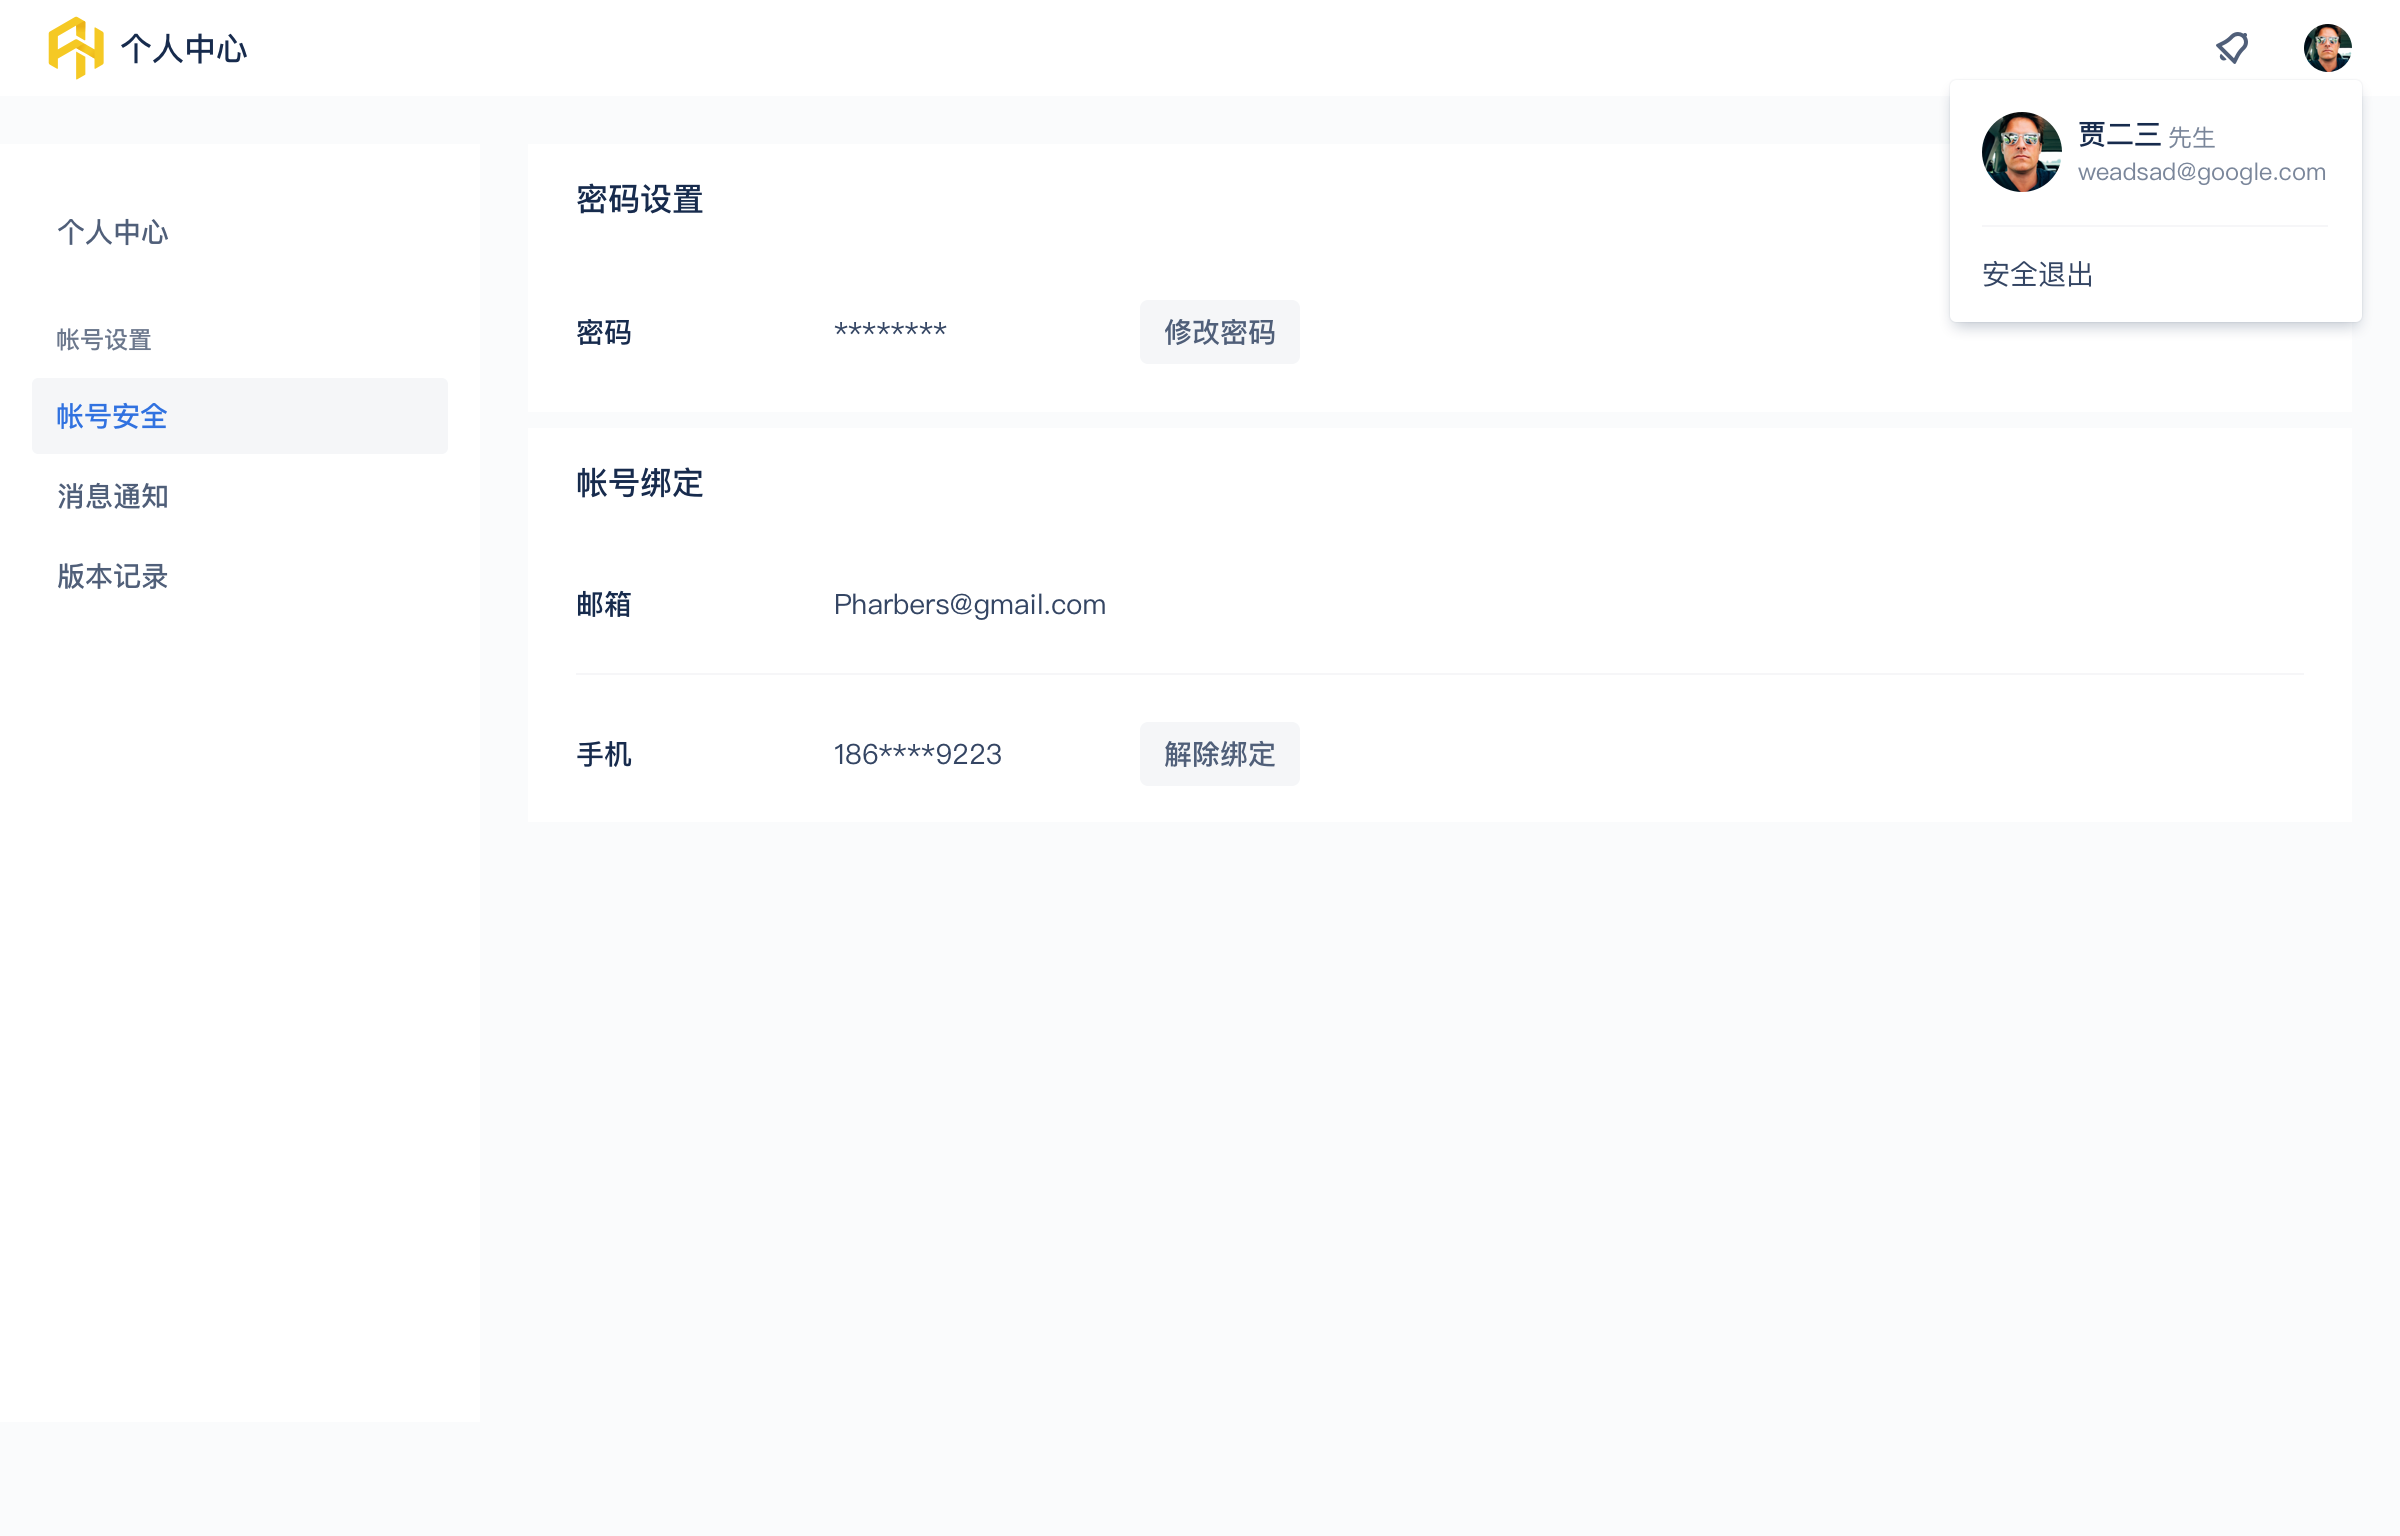 个人中心
贾二三 先生
weadsad@google.com
安全退出
个人中心
帐号设置
帐号安全
消息通知
版本记录
密码设置
密码 ******** 修改密码
帐号绑定
邮箱 Pharbers@gmail.com
手机 186****9223 解除绑定